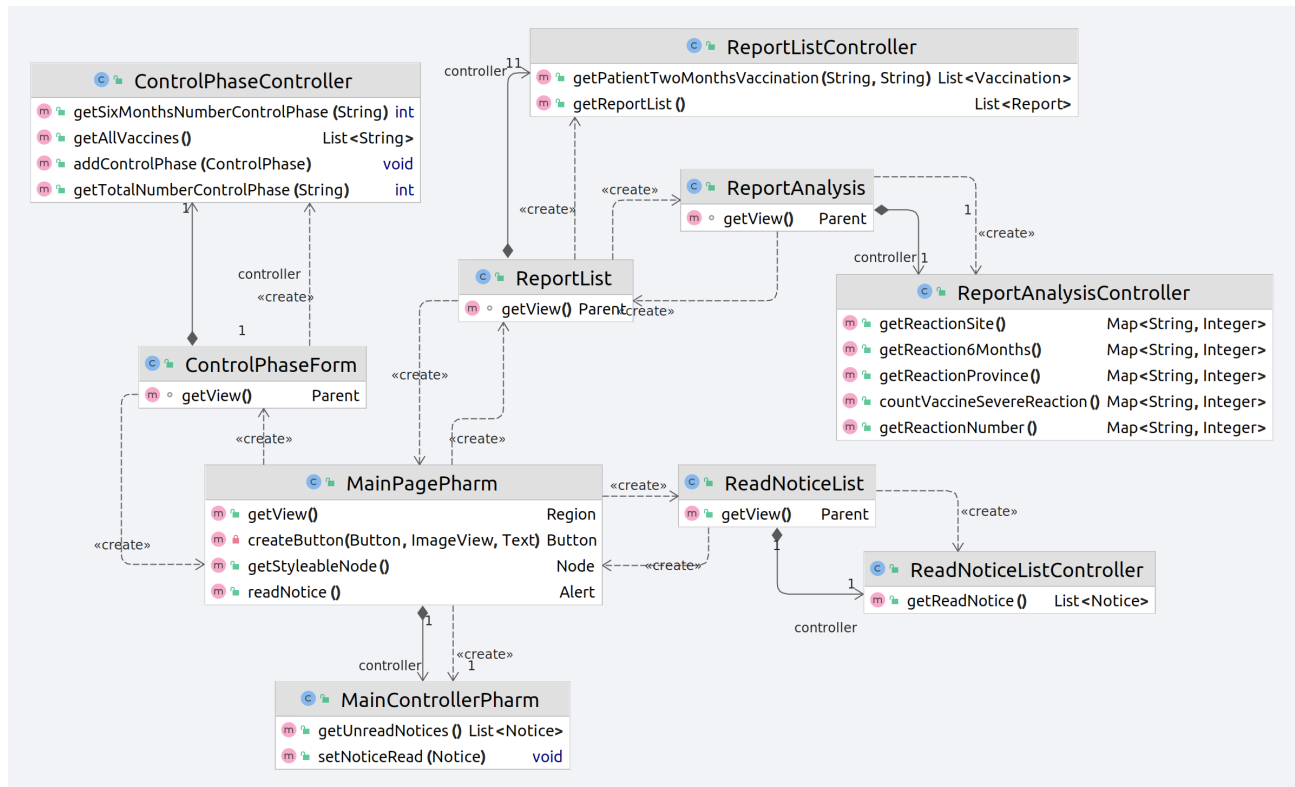 ControlPhaseController
getSixMonthsNumberControlPhase (String) int
getAllVaccines () List<String>
addControlPhase (ControlPhase) void
getTotalNumberControlPhase (String) int
ReportListController
getPatientTwoMonthsVaccination (String, String) List<Vaccination>
getReportList () List<Report>
controller
1
1
ReportAnalysis
getView() Parent
«create»
«create»
1
«create»
controller
1
ReportList
getView() Parent
«create»
ReportAnalysisController
getReactionSite() Map<String, Integer>
getReaction6Months() Map<String, Integer>
getReactionProvince() Map<String, Integer>
countVaccineSevereReaction () Map<String, Integer>
getReactionNumber() Map<String, Integer>
1
controller
«create»
1
ControlPhaseForm
getView() Parent
«create»
«create»
«create»
«create»
MainPagePharm
getView() Region
createButton(Button, ImageView, Text) Button
getStyleableNode() Node
readNotice () Alert
«create»
ReadNoticeList
getView() Parent
«create»
«create»
1
1
controller
ReadNoticeListController
getReadNotice () List<Notice>
1
controller
«create»
1
MainControllerPharm
getUnreadNotices () List<Notice>
setNoticeRead (Notice) void